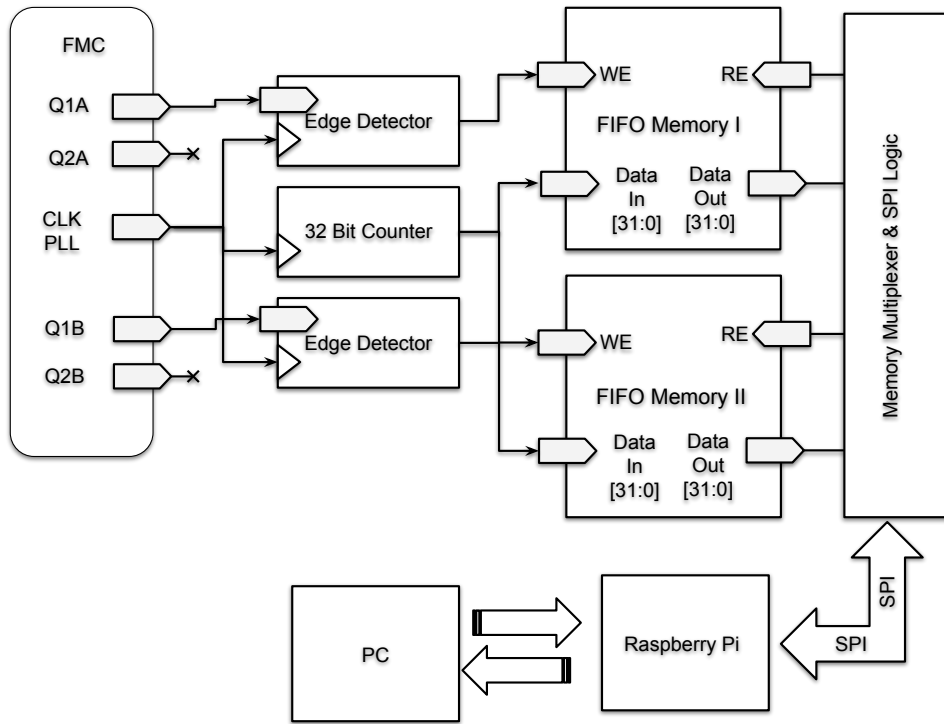 FMC
Q1A
Q2A
CLK
PLL
Q1B
Q2B
Edge Detector
32 Bit Counter
Edge Detector
WE
RE
FIFO Memory I
Data
In
[31:0]
Data
Out
[31:0]
WE
RE
FIFO Memory II
Data
In
[31:0]
Data
Out
[31:0]
Memory Multiplexer & SPI Logic
SPI
SPI
Raspberry Pi
PC